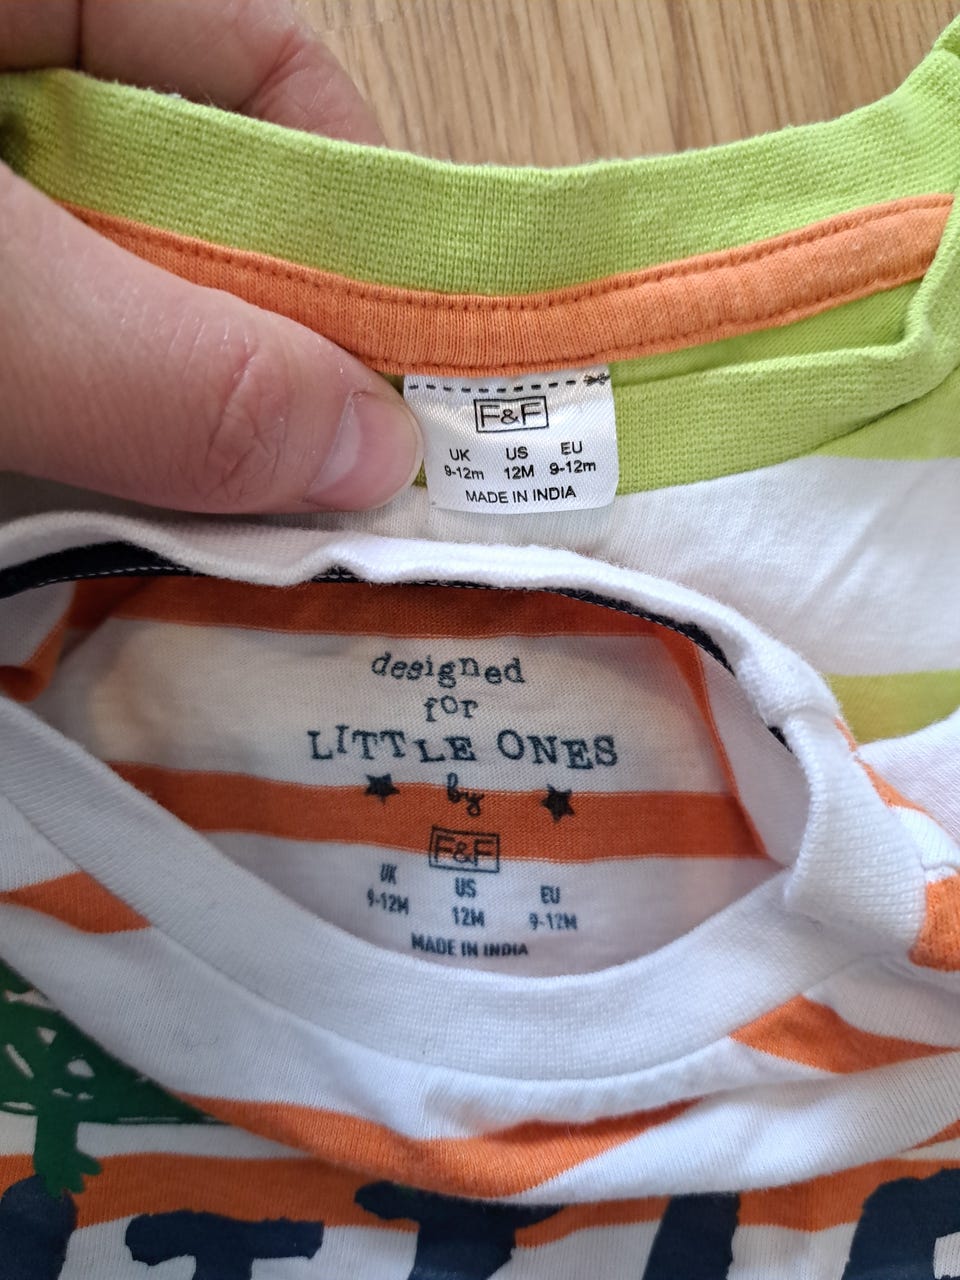 F&F
UK US EU
9-12m 12M 9-12m
MADE IN INDIA
designed
for
LITTLE ONES
by
F&F
UK US EU
9-12M 12M 9-12M
MADE IN INDIA